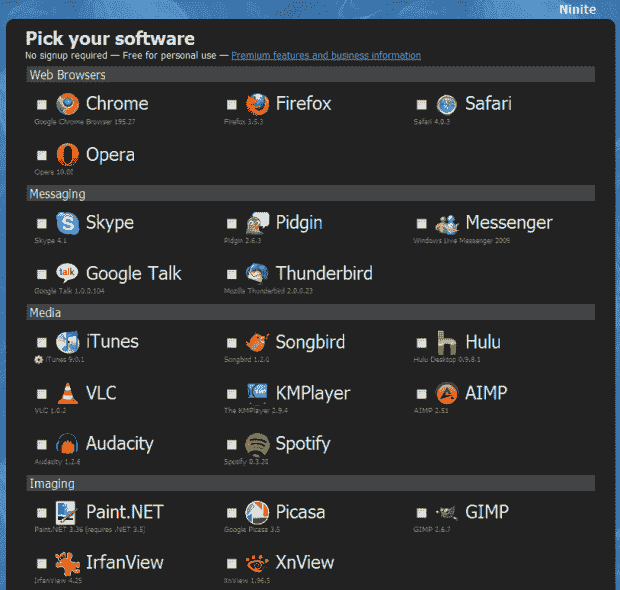 Ninite
Pick your software
No signup required — Free for personal use — Premium features and business information
Web Browsers
Chrome Firefox Safari
Google Chrome Browser 195.27 Firefox 3.5.3 Safari 4.0.3
Opera
Opera 10.00
Messaging
Skype Pidgin Messenger
Skype 4.1 Pidgin 2.6.3 Windows Live Messenger 2009
talk Google Talk Thunderbird
Google Talk 1.0.0.104 Mozilla Thunderbird 2.0.0.23
Media
iTunes Songbird Hulu
iTunes 9.0.1 Songbird 1.2.0 Hulu Desktop 0.9.8.1
VLC KMPlayer AIMP
VLC 1.0.2 The KMPlayer 2.9.4 AIMP 2.51
Audacity Spotify
Audacity 1.2.6 Spotify
Imaging
Paint.NET Picasa GIMP
Paint.NET 3.36 (requires .NET 3.5) Google Picasa 3.5 GIMP 2.6.7
IrfanView XnView
IrfanView 4.25 XnView 1.96.5